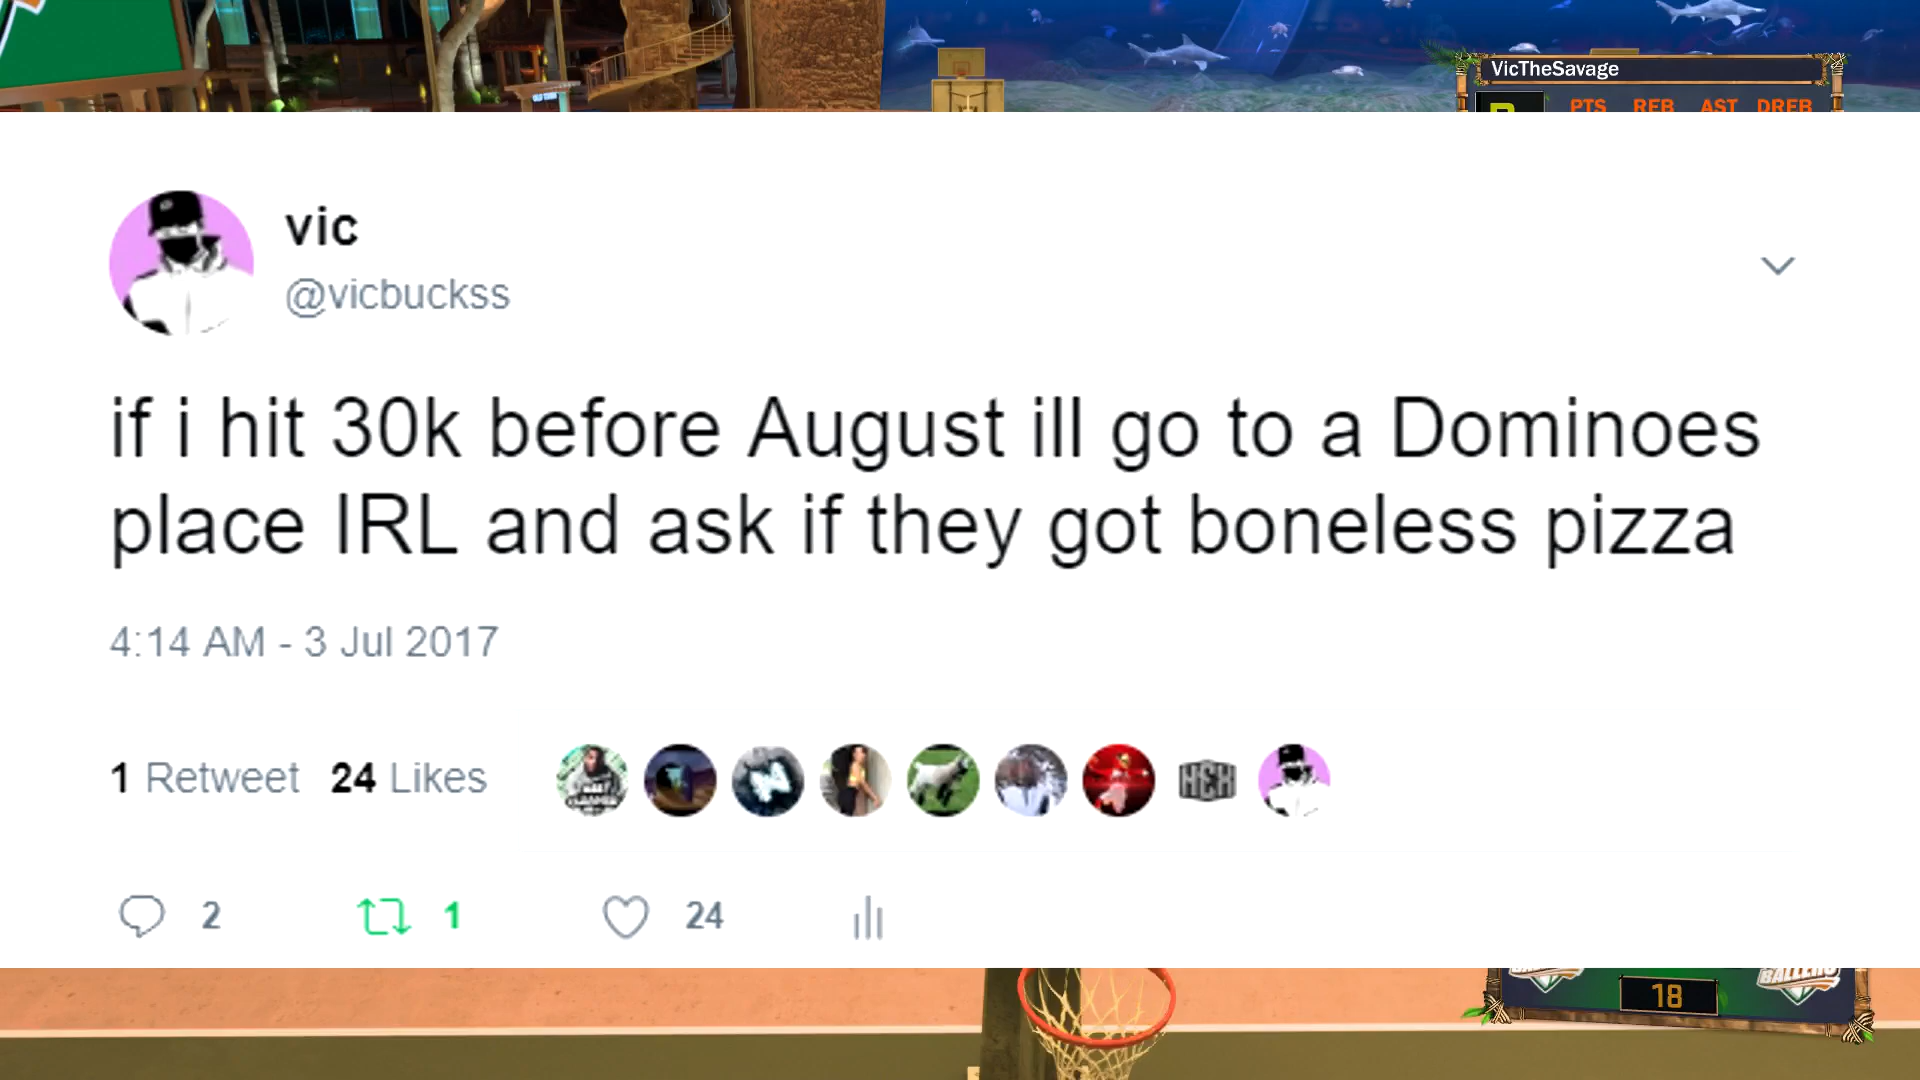 VicTheSavage
PTS REB AST DREB
vic
@vicbuckss
if i hit 30k before August ill go to a Dominoes
place IRL and ask if they got boneless pizza
4:14 AM - 3 Jul 2017
1 Retweet 24 Likes
HEX
2 1 24
BALLERS
18